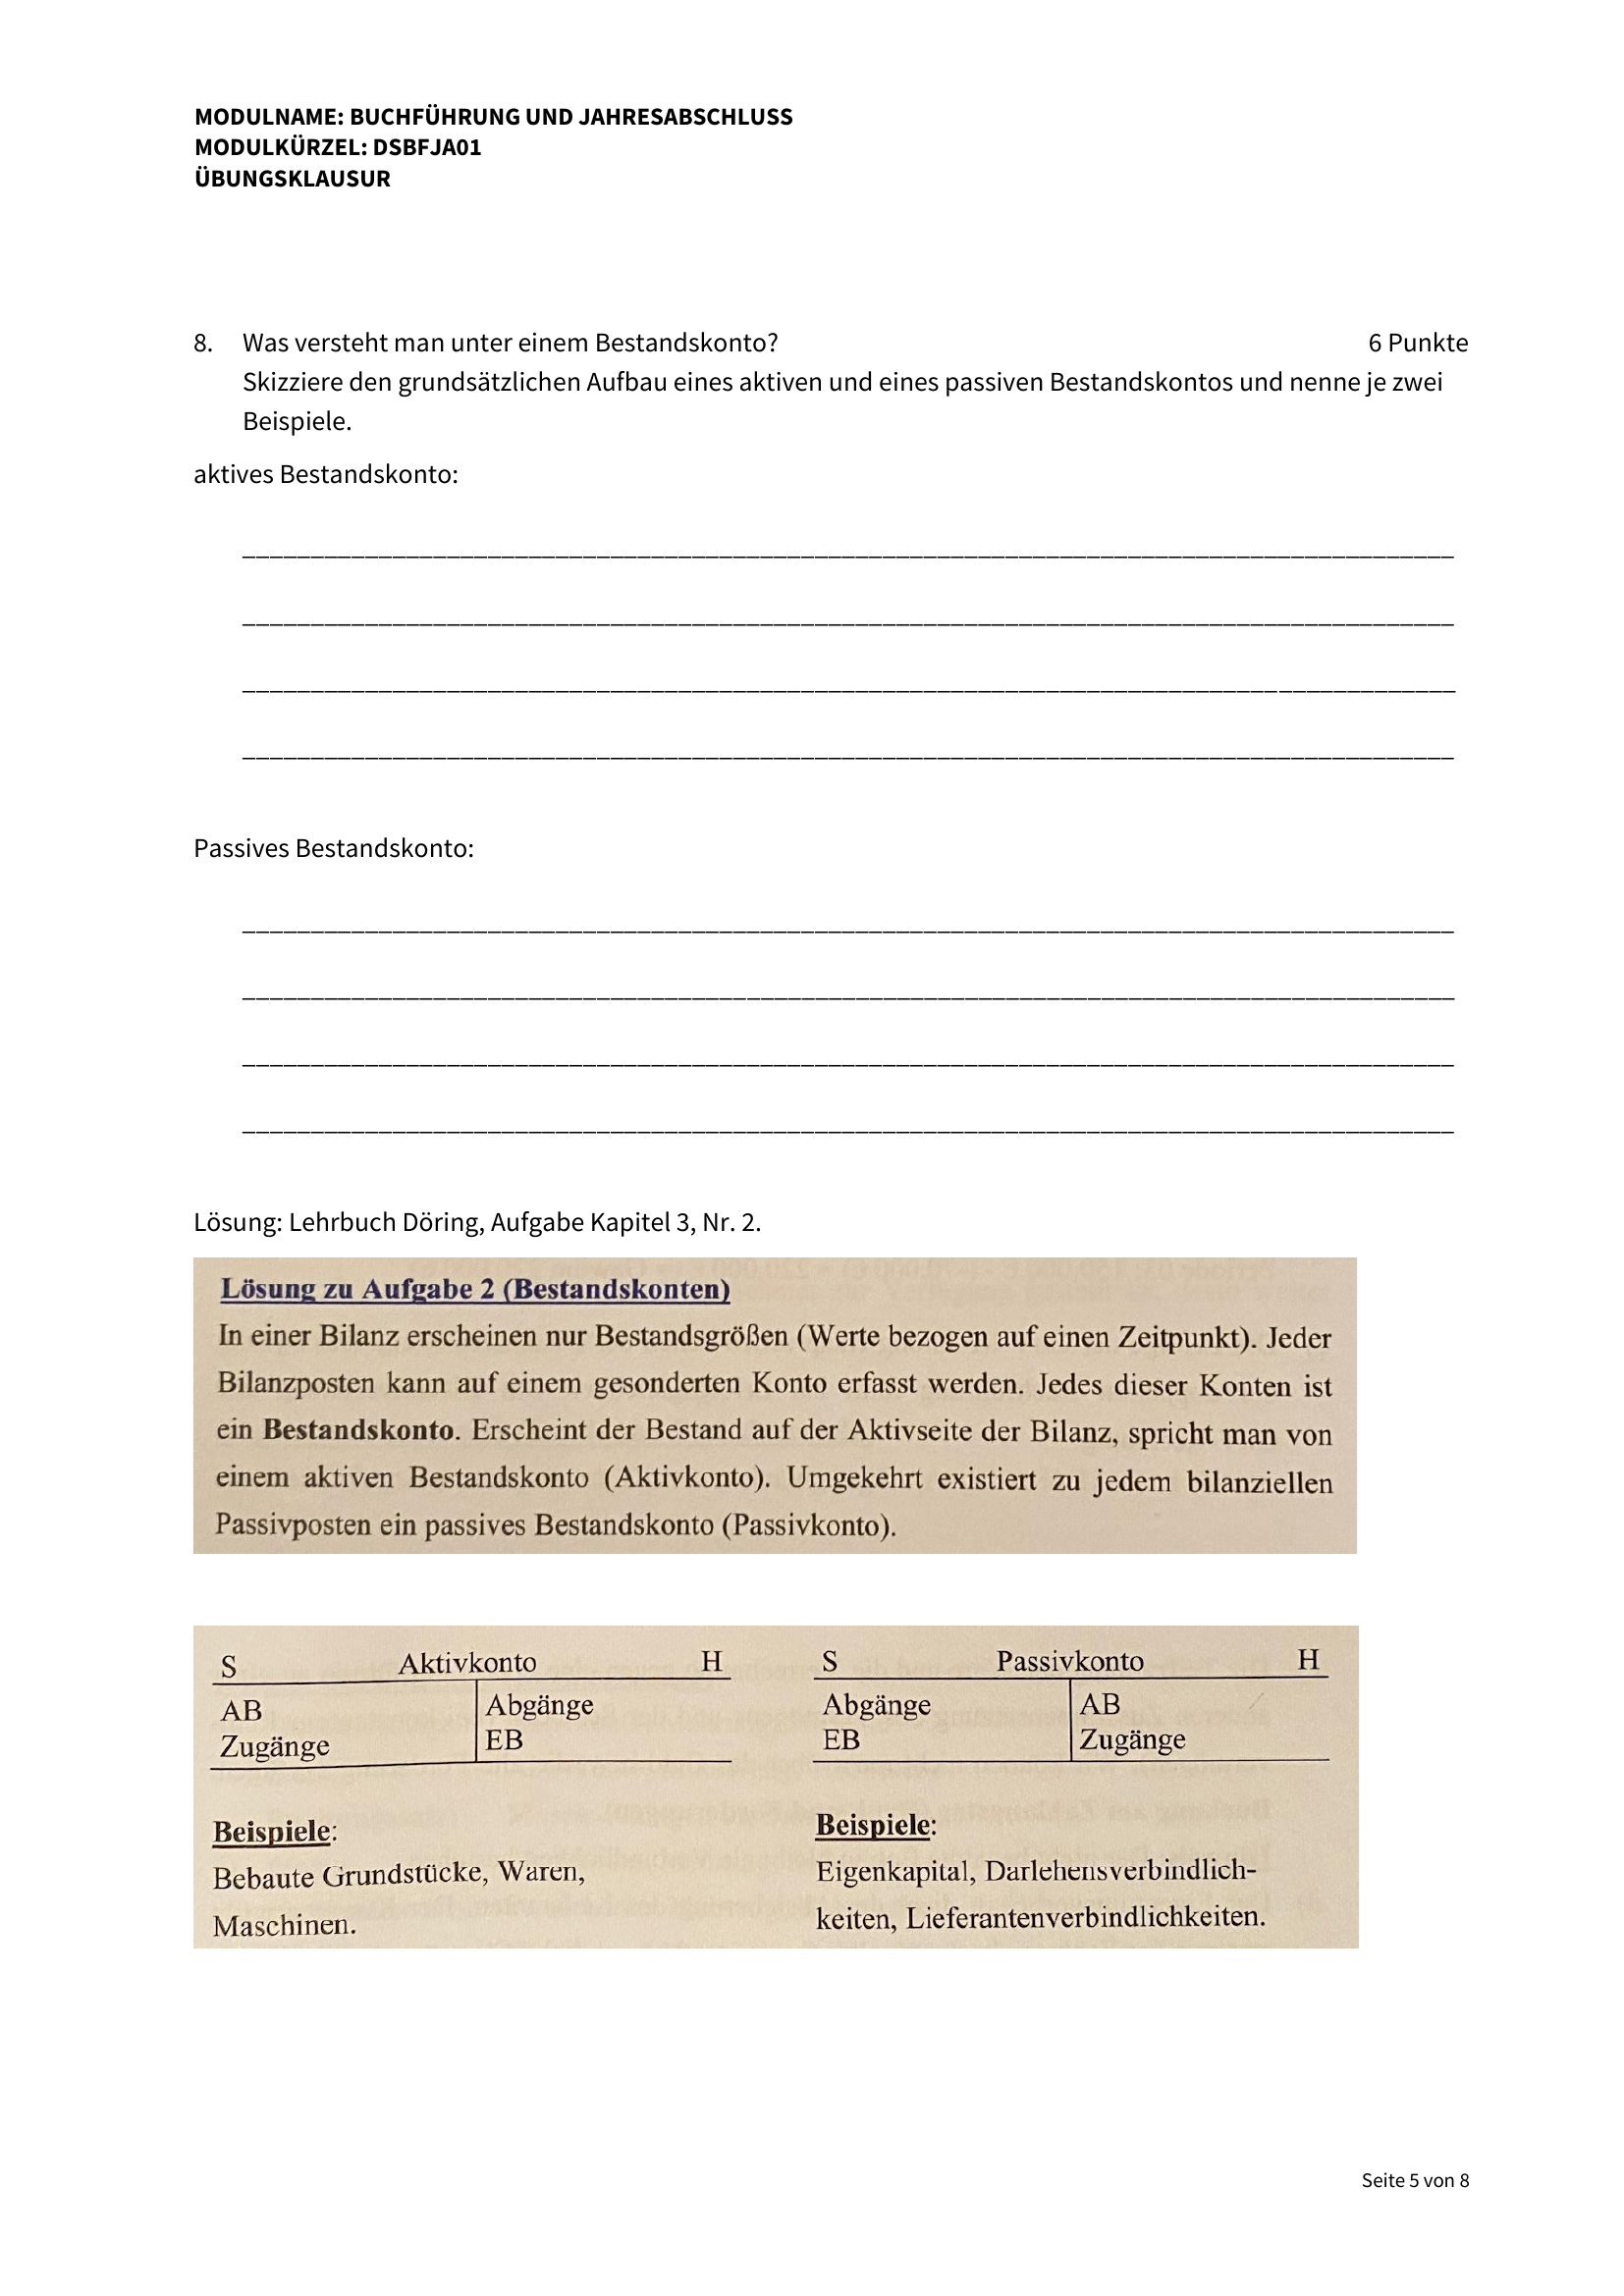 MODULNAME: BUCHFÜHRUNG UND JAHRESABSCHLUSS
MODULKÜRZEL: DSBFJA01
ÜBUNGSKLAUSUR
8. Was versteht man unter einem Bestandskonto? 6 Punkte
Skizziere den grundsätzlichen Aufbau eines aktiven und eines passiven Bestandskontos und nenne je zwei
Beispiele.
aktives Bestandskonto:
Passives Bestandskonto:
Lösung: Lehrbuch Döring, Aufgabe Kapitel 3, Nr. 2.
Lösung zu Aufgabe 2 (Bestandskonten)
In einer Bilanz erscheinen nur Bestandsgrößen (Werte bezogen auf einen Zeitpunkt). Jeder
Bilanzposten kann auf einem gesonderten Konto erfasst werden. Jedes dieser Konten ist
ein Bestandskonto. Erscheint der Bestand auf der Aktivseite der Bilanz, spricht man von
einem aktiven Bestandskonto (Aktivkonto). Umgekehrt existiert zu jedem bilanziellen
Passivposten ein passives Bestandskonto (Passivkonto).
S Aktivkonto H
AB Abgänge
Zugänge EB
Beispiele:
Bebaute Grundstücke, Waren,
Maschinen.
S Passivkonto H
Abgänge AB
EB Zugänge
Beispiele:
Eigenkapital, Darlehensverbindlich-
keiten, Lieferantenverbindlichkeiten.
Seite 5 von 8